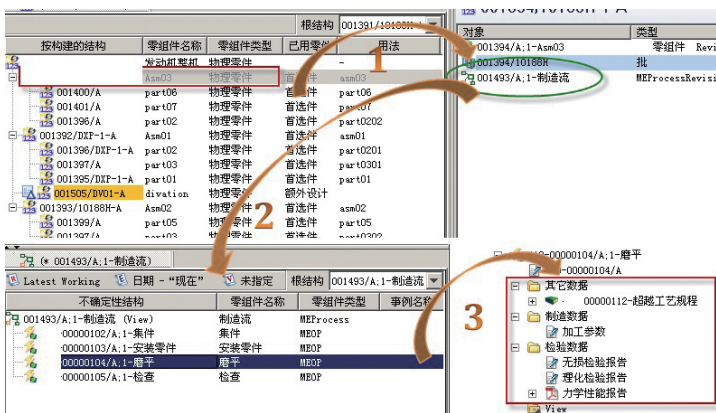 根结构 001391/10188H-A
按构建的结构 零组件名称 零组件类型 已用零件 用法
发动机整机 物理零件 -
Asm03 物理零件 首选件 asm03
001400/A part06 物理零件 首选件 part06
001401/A part07 物理零件 首选件 part07
001396/A part02 物理零件 首选件 part0202
001392/DXP-1-A Asm01 物理零件 首选件 asm01
001396/DXP-1-A part02 物理零件 首选件 part0201
001397/A part03 物理零件 首选件 part0301
001395/DXP-1-A part01 物理零件 首选件 part01
001505/DV01-A divation 物理零件 额外设计
001393/10188H-A Asm02 物理零件 首选件 asm02
001399/A part05 物理零件 首选件 part05
001397/A part03 物理零件 首选件 part0302
1
2
对象 类型
001394/A;1-Asm03 零组件 Revi
001394/10188H 批
001493/A;1-制造流 MEProcessRevisi
(* 001493/A;1-制造流)
Latest Working 日期 - “现在” 未指定 根结构 001493/A;1-制造流
不确定性结构 零组件名称 零组件类型 事例名称
001493/A;1-制造流 (View) 制造流 MEProcess
00000102/A;1-集件 集件 MEOP
00000103/A;1-安装零件 安装零件 MEOP
00000104/A;1-磨平 磨平 MEOP
00000105/A;1-检查 检查 MEOP
3
-00000104/A;1-磨平
-00000104/A
其它数据
00000112-超越工艺规程
制造数据
加工参数
检验数据
无损检验报告
理化检验报告
力学性能报告
View